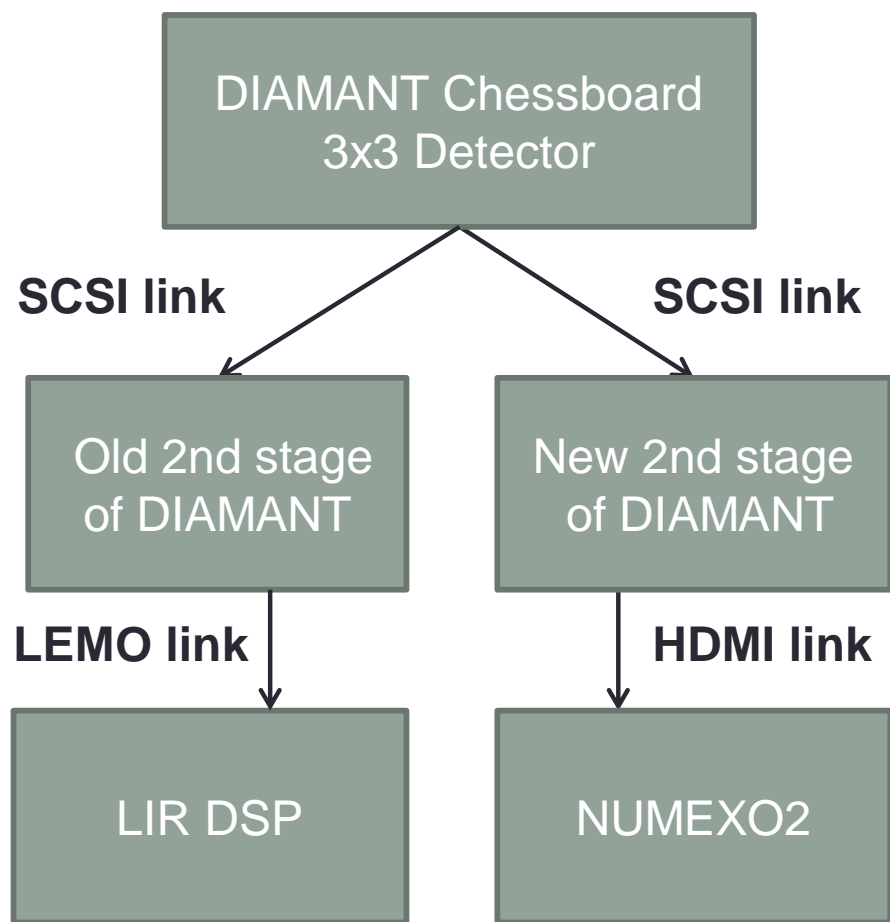 DIAMANT Chessboard
3x3 Detector
SCSI link
SCSI link
Old 2nd stage
of DIAMANT
New 2nd stage
of DIAMANT
LEMO link
HDMI link
LIR DSP
NUMEXO2